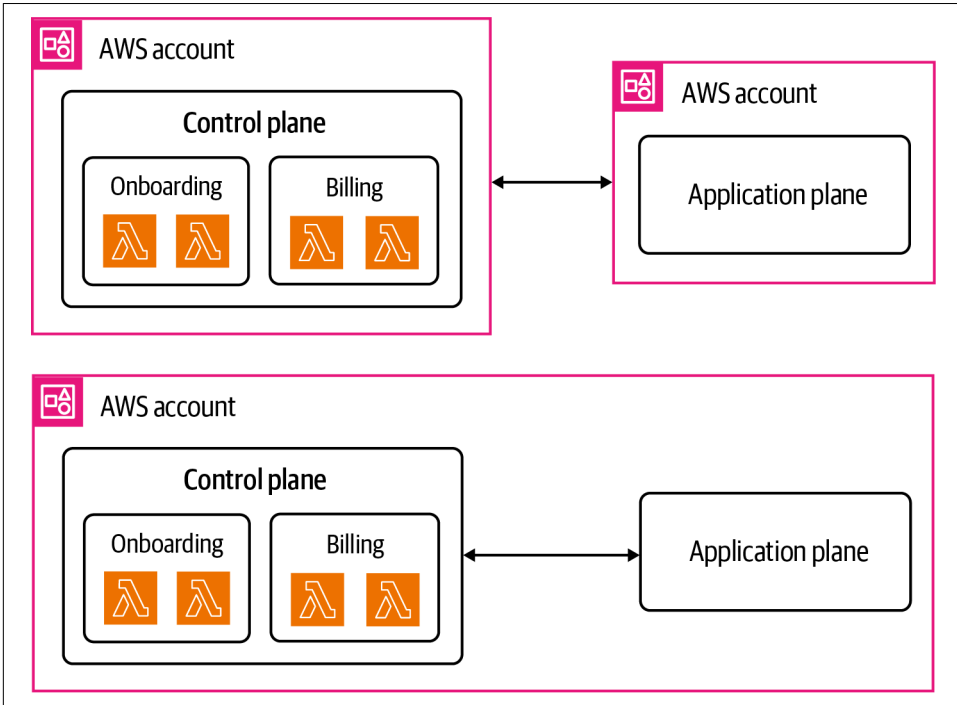 AWS account
Control plane
Onboarding
Billing
AWS account
Application plane
AWS account
Control plane
Onboarding
Billing
Application plane